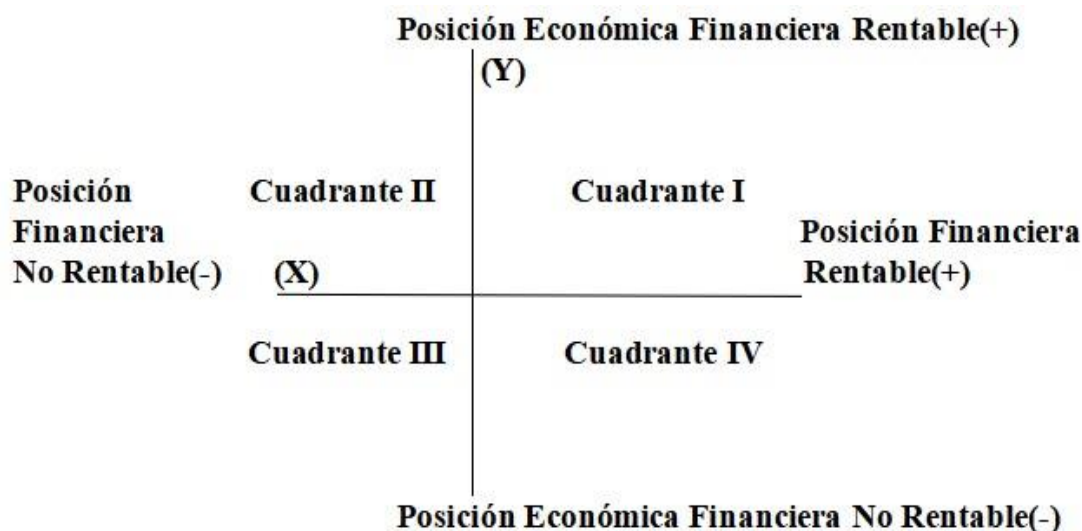 Posición Económica Financiera Rentable(+)
(Y)
Posición
Financiera
No Rentable(-)
Cuadrante II
Cuadrante I
(X)
Posición Financiera
Rentable(+)
Cuadrante III
Cuadrante IV
Posición Económica Financiera No Rentable(-)